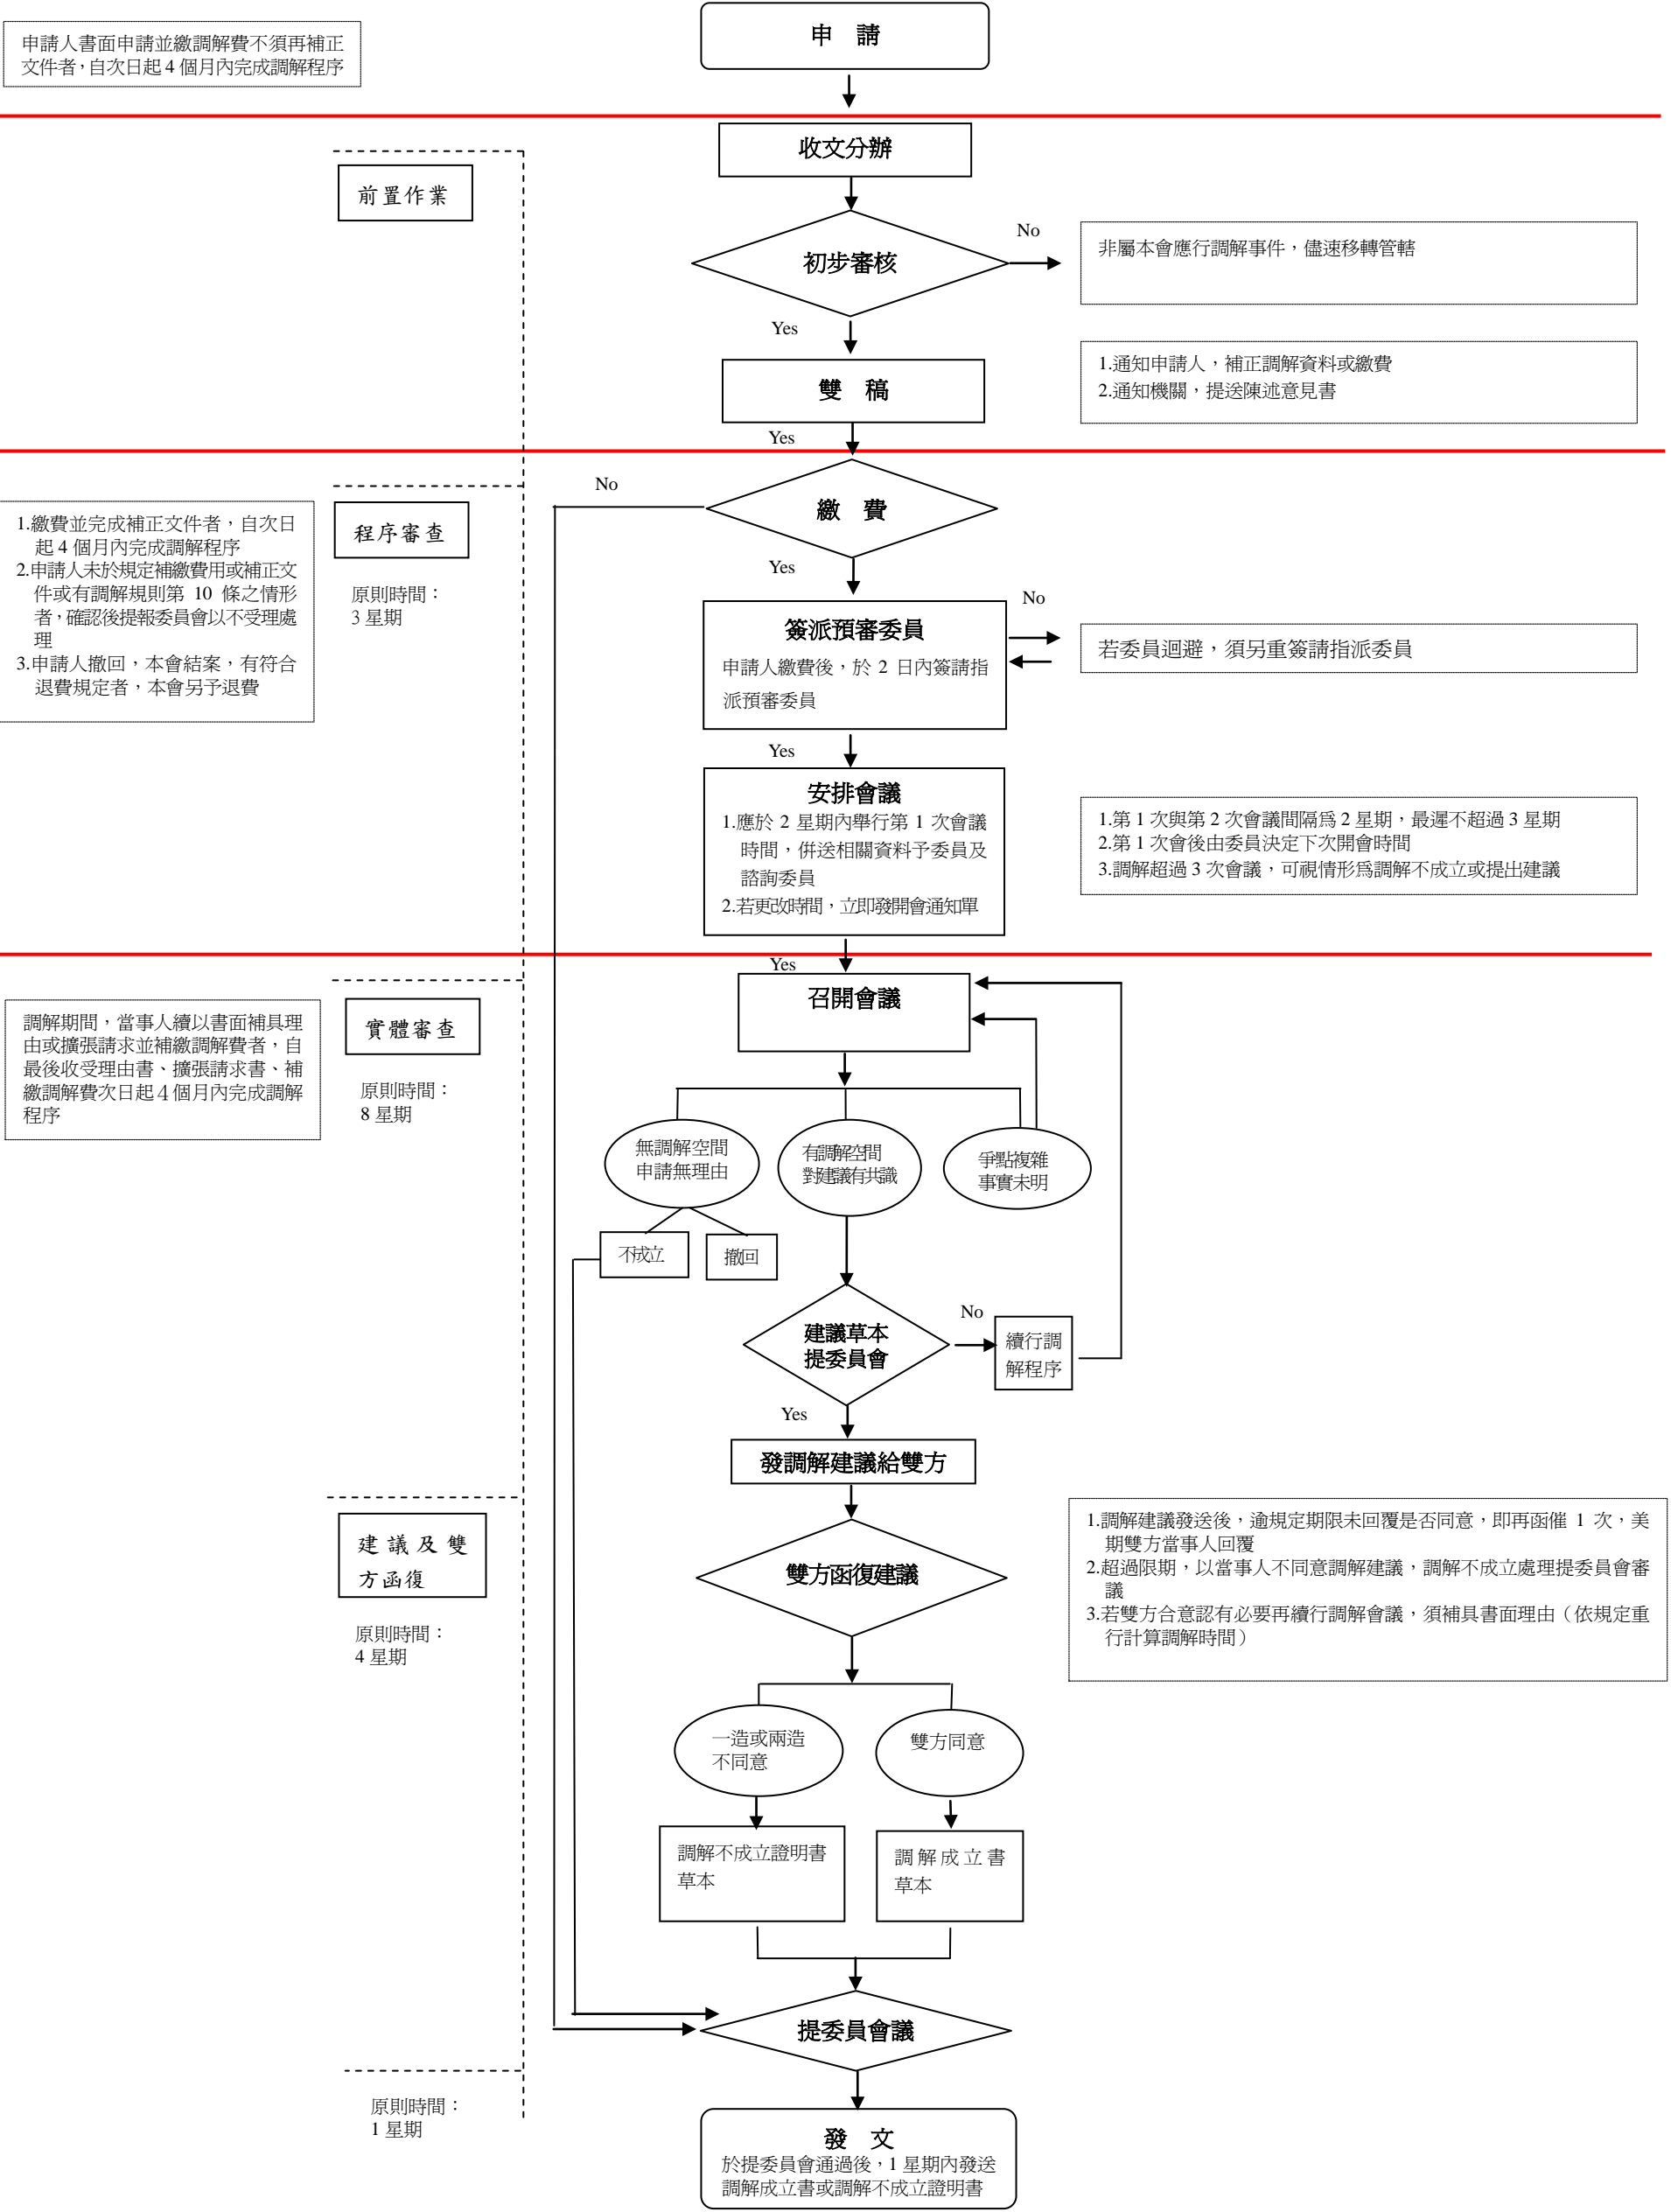 申 請
申請人書面申請並繳調解費不須再補正
文件者，自次日起 4 個月內完成調解程序
收文分辦
前置作業
初步審核
No
非屬本會應行調解事件，儘速移轉管轄
Yes
雙 稿
1.通知申請人，補正調解資料或繳費
2.通知機關，提送陳述意見書
Yes
繳 費
No
程序審查
原則時間：
3 星期
1.繳費並完成補正文件者，自次日
起 4 個月內完成調解程序
2.申請人未於規定補繳費用或補正文
件或有調解規則第 10 條之情形
者，確認後提報委員會以不受理處
理
3.申請人撤回，本會結案，有符合
退費規定者，本會另予退費
Yes
簽派預審委員
申請人繳費後，於 2 日內簽請指
派預審委員
No
若委員迴避，須另重簽請指派委員
Yes
安排會議
1.應於 2 星期內舉行第 1 次會議
時間，併送相關資料予委員及
諮詢委員
2.若更改時間，立即發開會通知單
1.第 1 次與第 2 次會議間隔為 2 星期，最遲不超過 3 星期
2.第 1 次會後由委員決定下次開會時間
3.調解超過 3 次會議，可視情形為調解不成立或提出建議
Yes
召開會議
實體審查
原則時間：
8 星期
調解期間，當事人續以書面補具理
由或擴張請求並補繳調解費者，自
最後收受理由書、擴張請求書、補
繳調解費次日起４個月內完成調解
程序
無調解空間
申請無理由
有調解空間
對建議有共識
爭點複雜
事實未明
不成立
撤回
建議草本
提委員會
No
續行調
解程序
Yes
發調解建議給雙方
建議及雙
方函復
原則時間：
4 星期
雙方函復建議
1.調解建議發送後，逾規定期限未回覆是否同意，即再函催 1 次，美
期雙方當事人回覆
2.超過限期，以當事人不同意調解建議，調解不成立處理提委員會審
議
3.若雙方合意認有必要再續行調解會議，須補具書面理由（依規定重
行計算調解時間）
一造或兩造
不同意
雙方同意
調解不成立證明書
草本
調解成立書
草本
提委員會議
原則時間：
1 星期
發 文
於提委員會通過後，1 星期內發送
調解成立書或調解不成立證明書